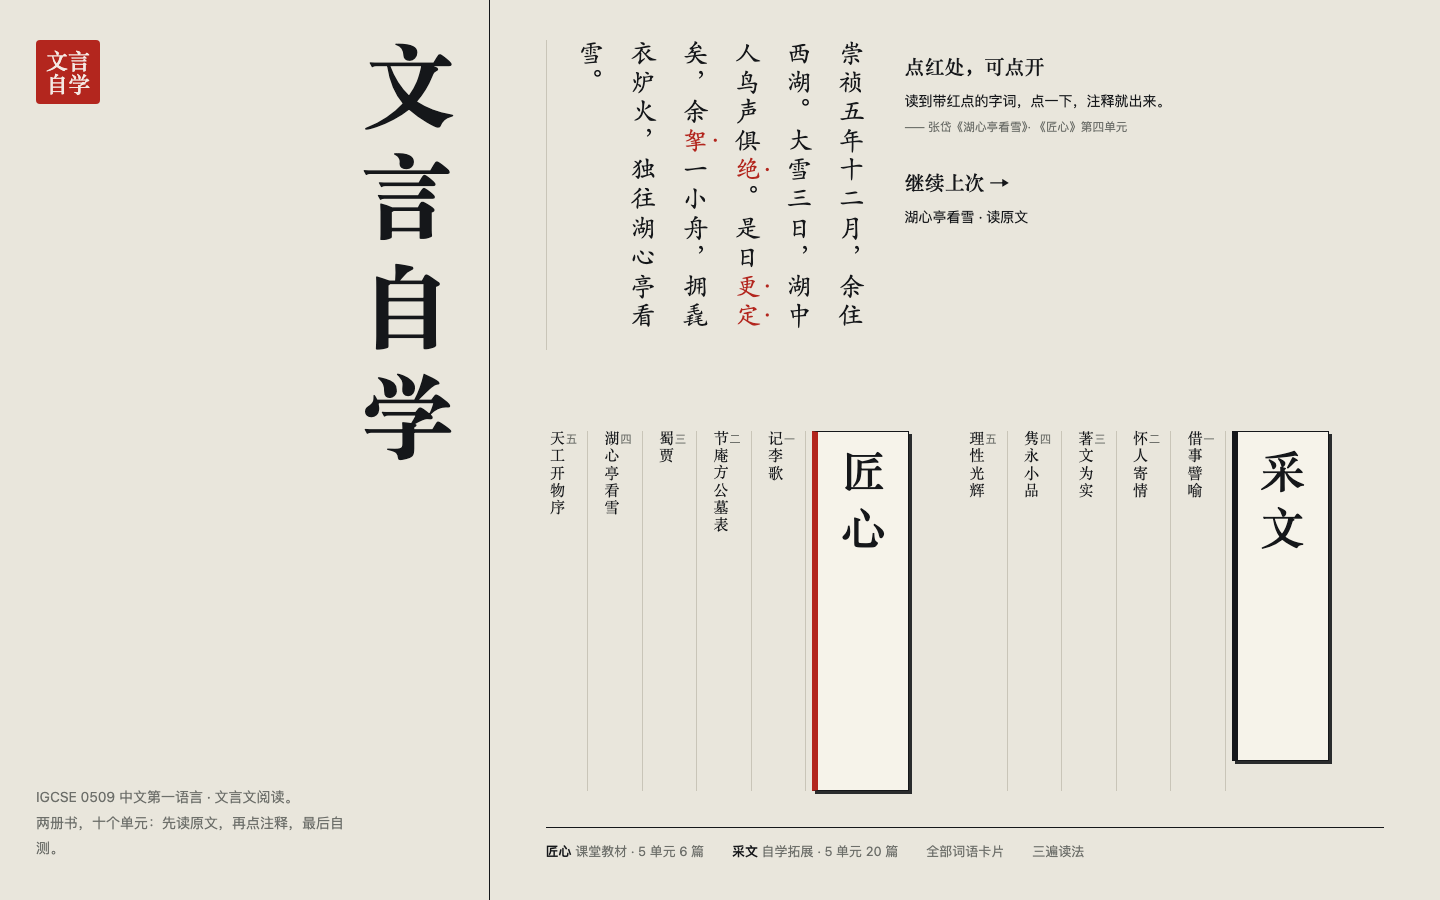 文言
自学
文言自学
IGCSE 0509 中文第一语言 · 文言文阅读。
两册书，十个单元：先读原文，再点注释，最后自
测。
崇祯五年十二月，余住
西湖。大雪三日，湖中
人鸟声俱绝。是日更定
矣，余挐一小舟，拥毳
衣炉火，独往湖心亭看
雪。
点红处，可点开
读到带红点的字词，点一下，注释就出来。
—— 张岱《湖心亭看雪》·《匠心》第四单元
继续上次 →
湖心亭看雪 · 读原文
采文
一 借事譬喻
二 怀人寄情
三 著文为实
四 隽永小品
五 理性光辉
匠心
一 记李歌
二 节庵方公墓表
三 蜀贾
四 湖心亭看雪
五 天工开物序
匠心 课堂教材 · 5 单元 6 篇
采文 自学拓展 · 5 单元 20 篇
全部词语卡片
三遍读法